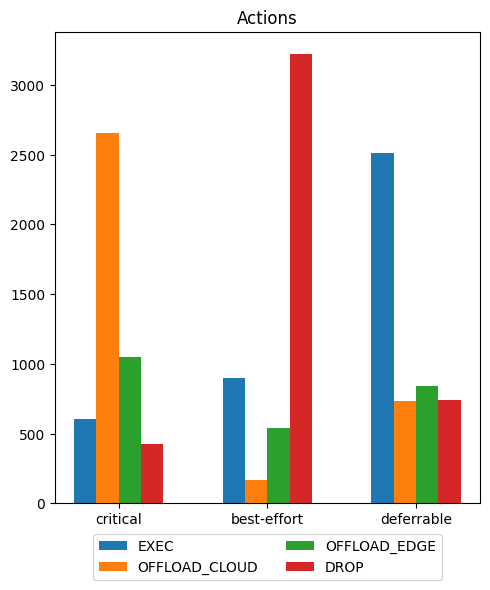 Actions
3000
2500
2000
1500
1000
500
0
critical best-effort deferrable
EXEC OFFLOAD_EDGE
OFFLOAD_CLOUD DROP